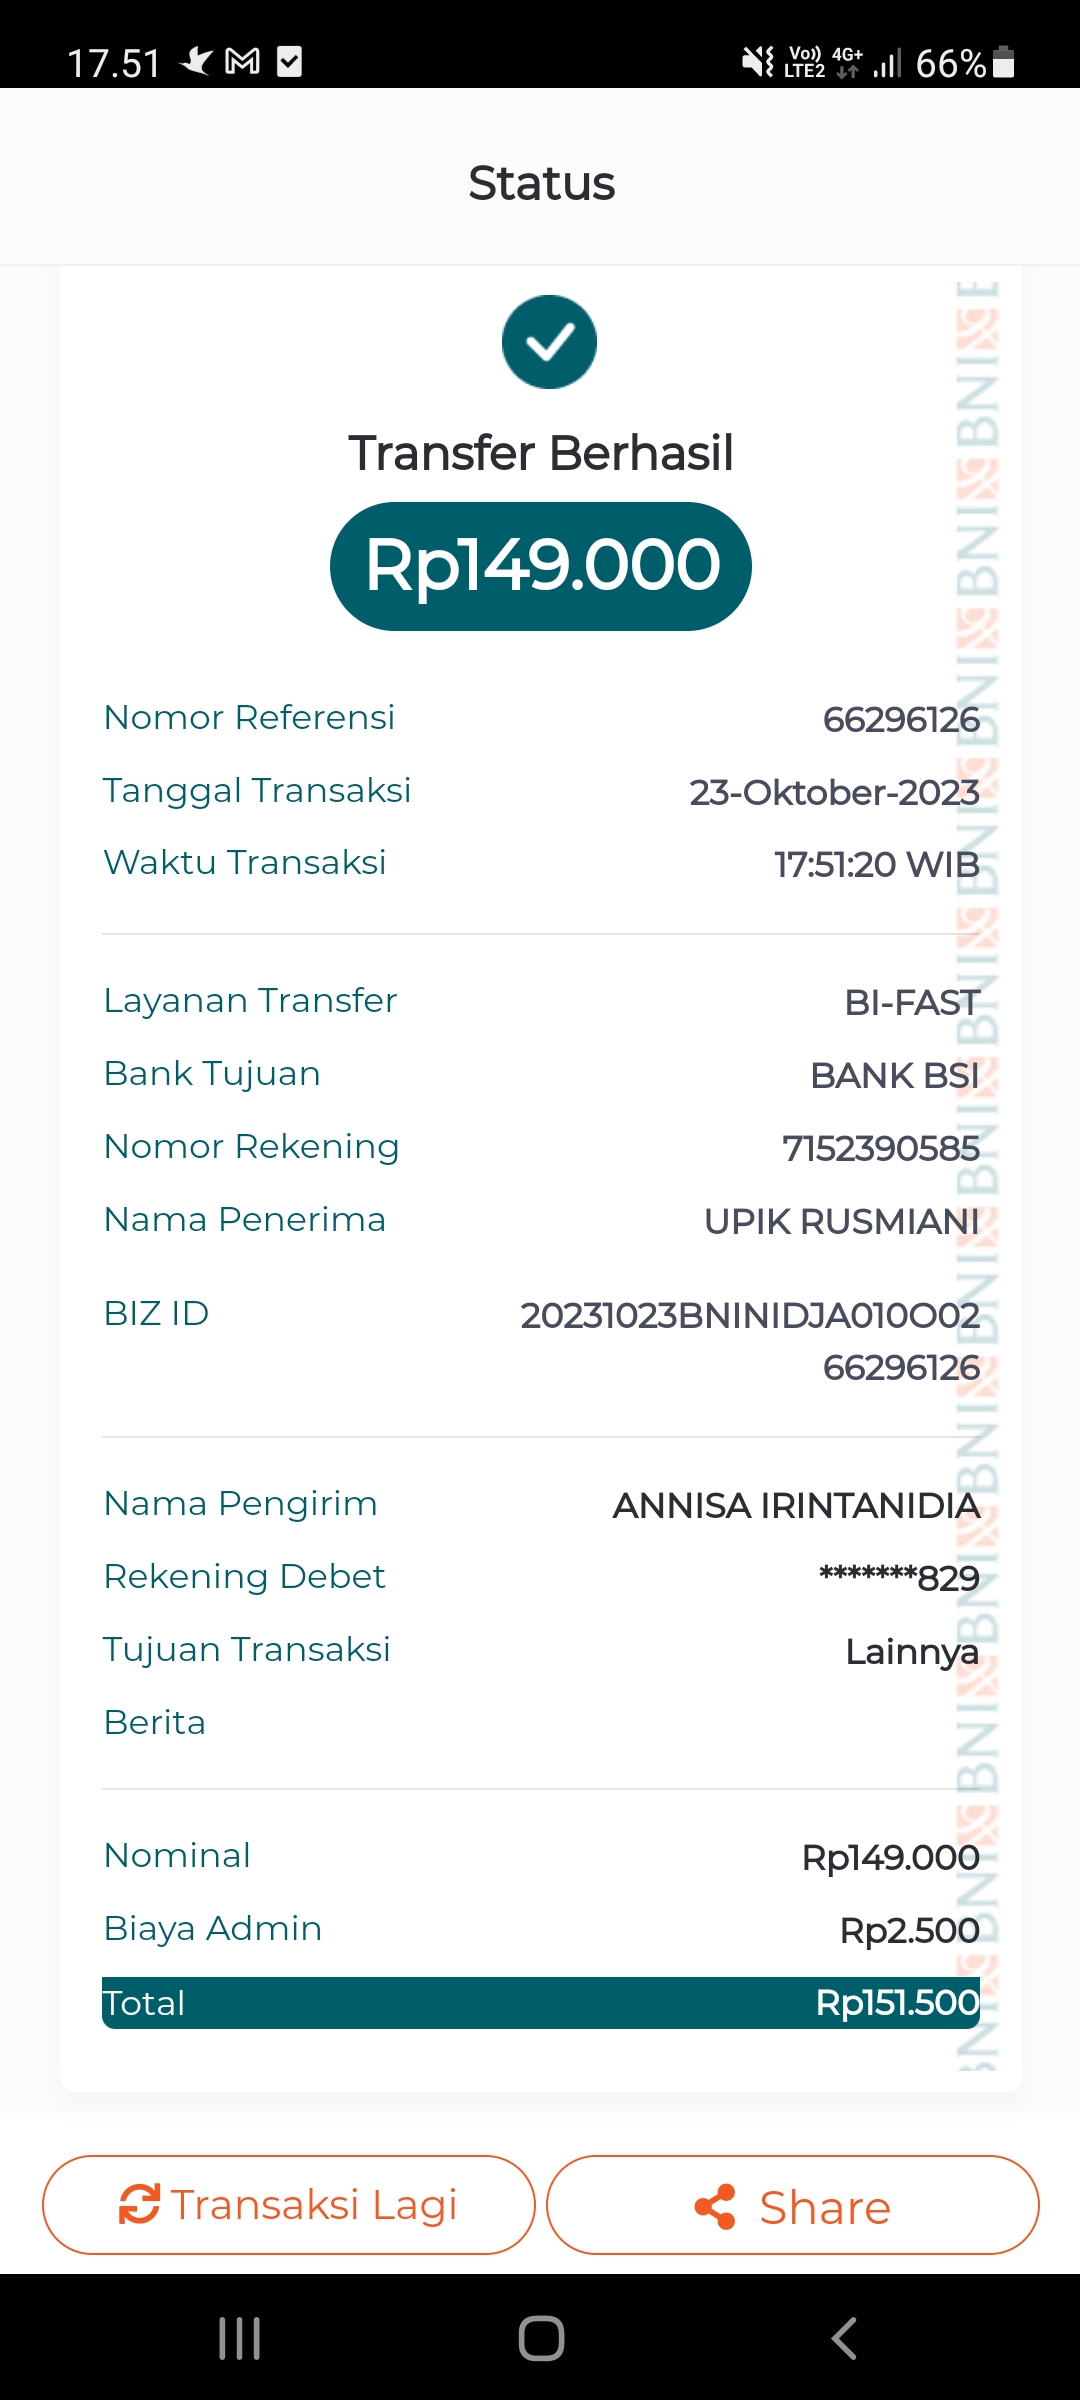 17.51
Vo)) LTE2 4G+ 66%
Status
Transfer Berhasil
Rp149.000
Nomor Referensi 66296126
Tanggal Transaksi 23-Oktober-2023
Waktu Transaksi 17:51:20 WIB
Layanan Transfer BI-FAST
Bank Tujuan BANK BSI
Nomor Rekening 7152390585
Nama Penerima UPIK RUSMIANI
BIZ ID 20231023BNINIDJA010O02
66296126
Nama Pengirim ANNISA IRINTANIDIA
Rekening Debet *******829
Tujuan Transaksi Lainnya
Berita
Nominal Rp149.000
Biaya Admin Rp2.500
Total Rp151.500
BNI BNI BNI BNI BNI BNI BNI BNI BNI BNI BNI BNI
Transaksi Lagi
Share